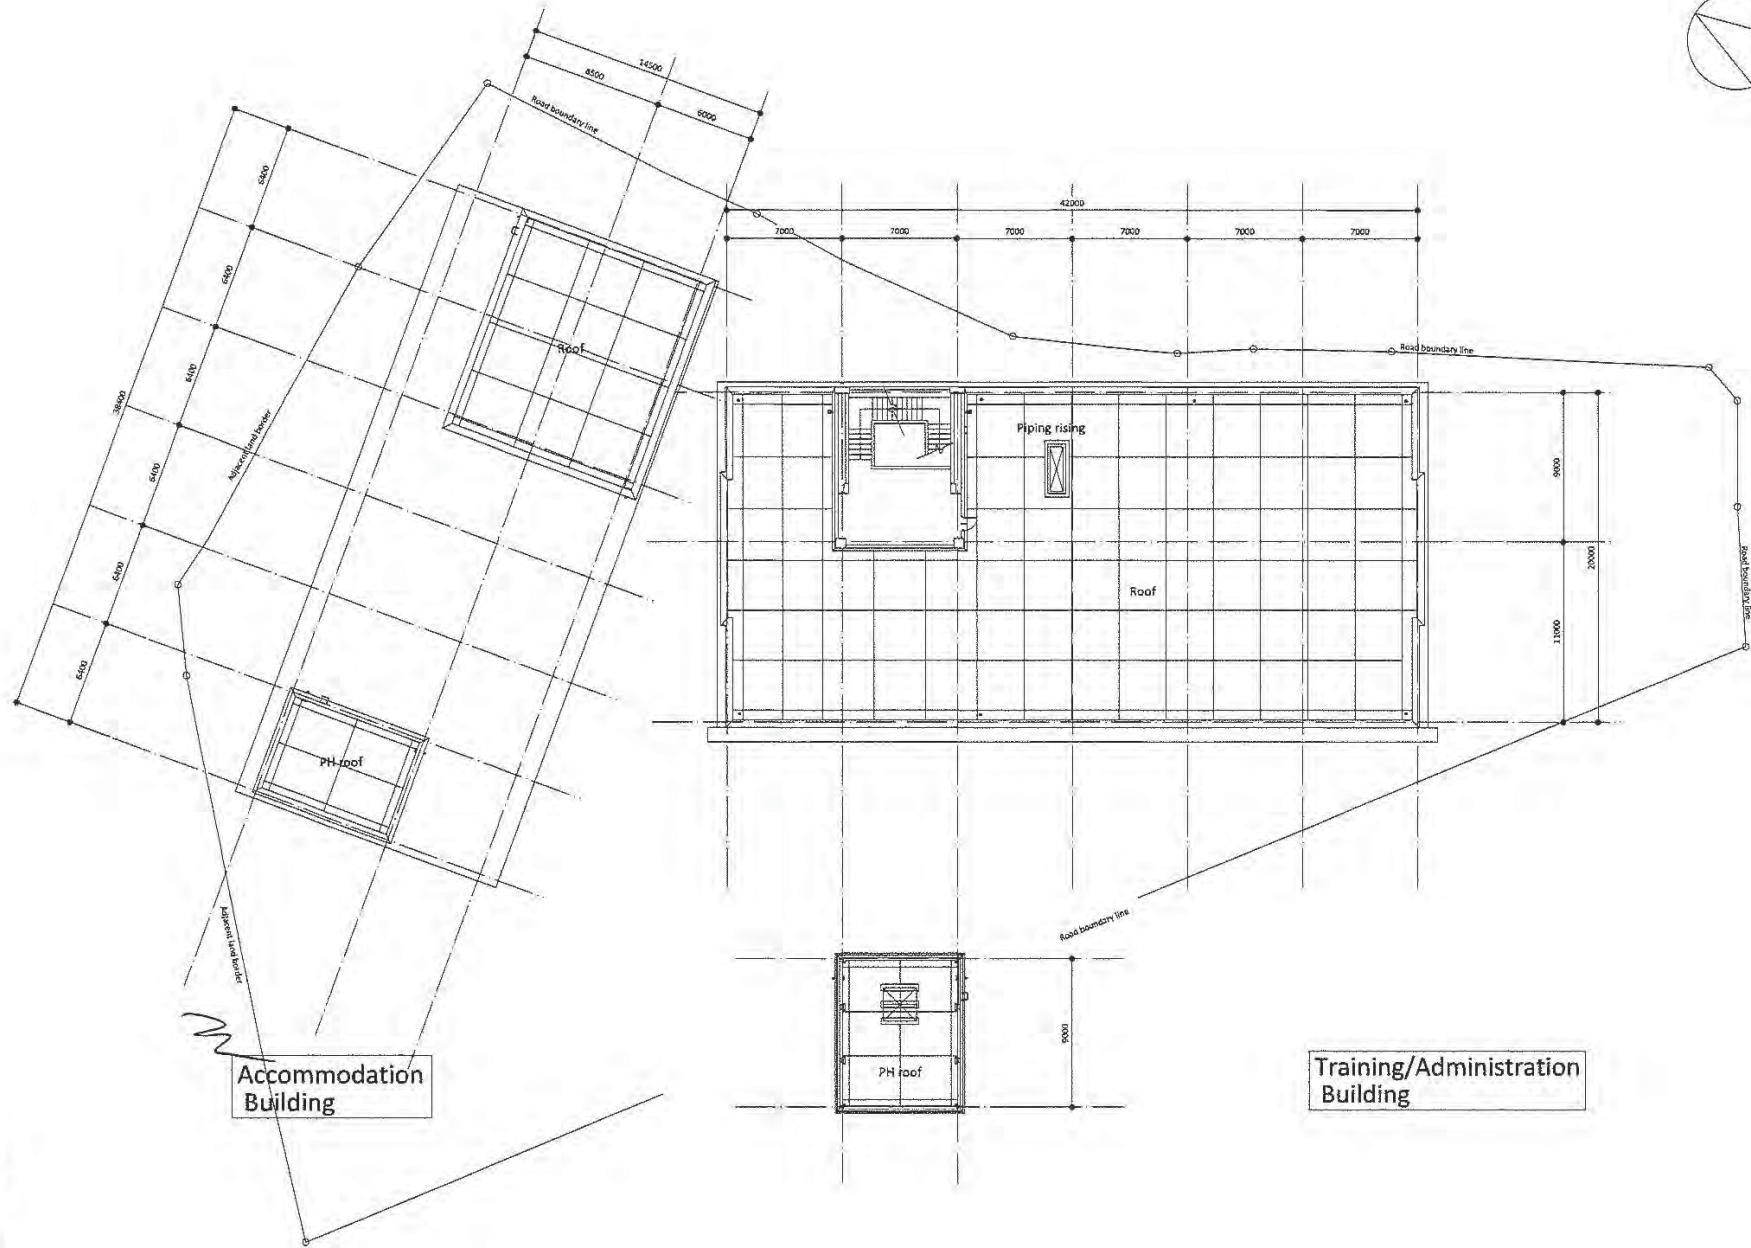 14500
8500
6000
Road boundary line
6400
6400
6400
6400
6400
6400
38400
Adjacent land border
Roof
PH roof
Adjacent land border
Accommodation
Building
42000
7000
7000
7000
7000
7000
7000
Road boundary line
Piping rising
Roof
9000
11000
20000
Road boundary line
Road boundary line
PH roof
9000
Training/Administration
Building